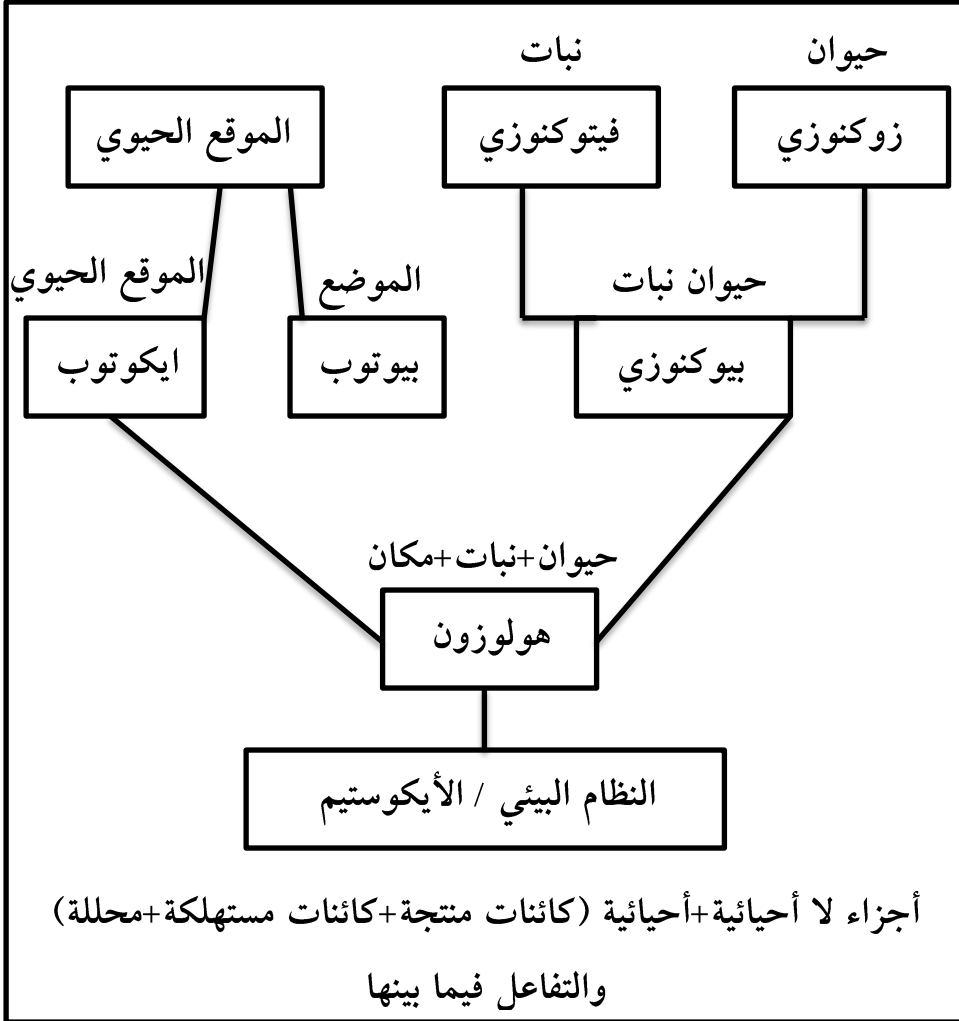 حيوان
نبات
زوكنوزي
فيتوكنوزي
الموقع الحيوي
حيوان نبات
الموضع
الموقع الحيوي
بيوكنوزي
بيوتوب
ايكوتوب
حيوان+نبات+مكان
هولوزون
النظام البيئي / الأيكوستيم
أجزاء لا أحيائية+أحيائية (كائنات منتجة+كائنات مستهلكة+محللة)
والتفاعل فيما بينها